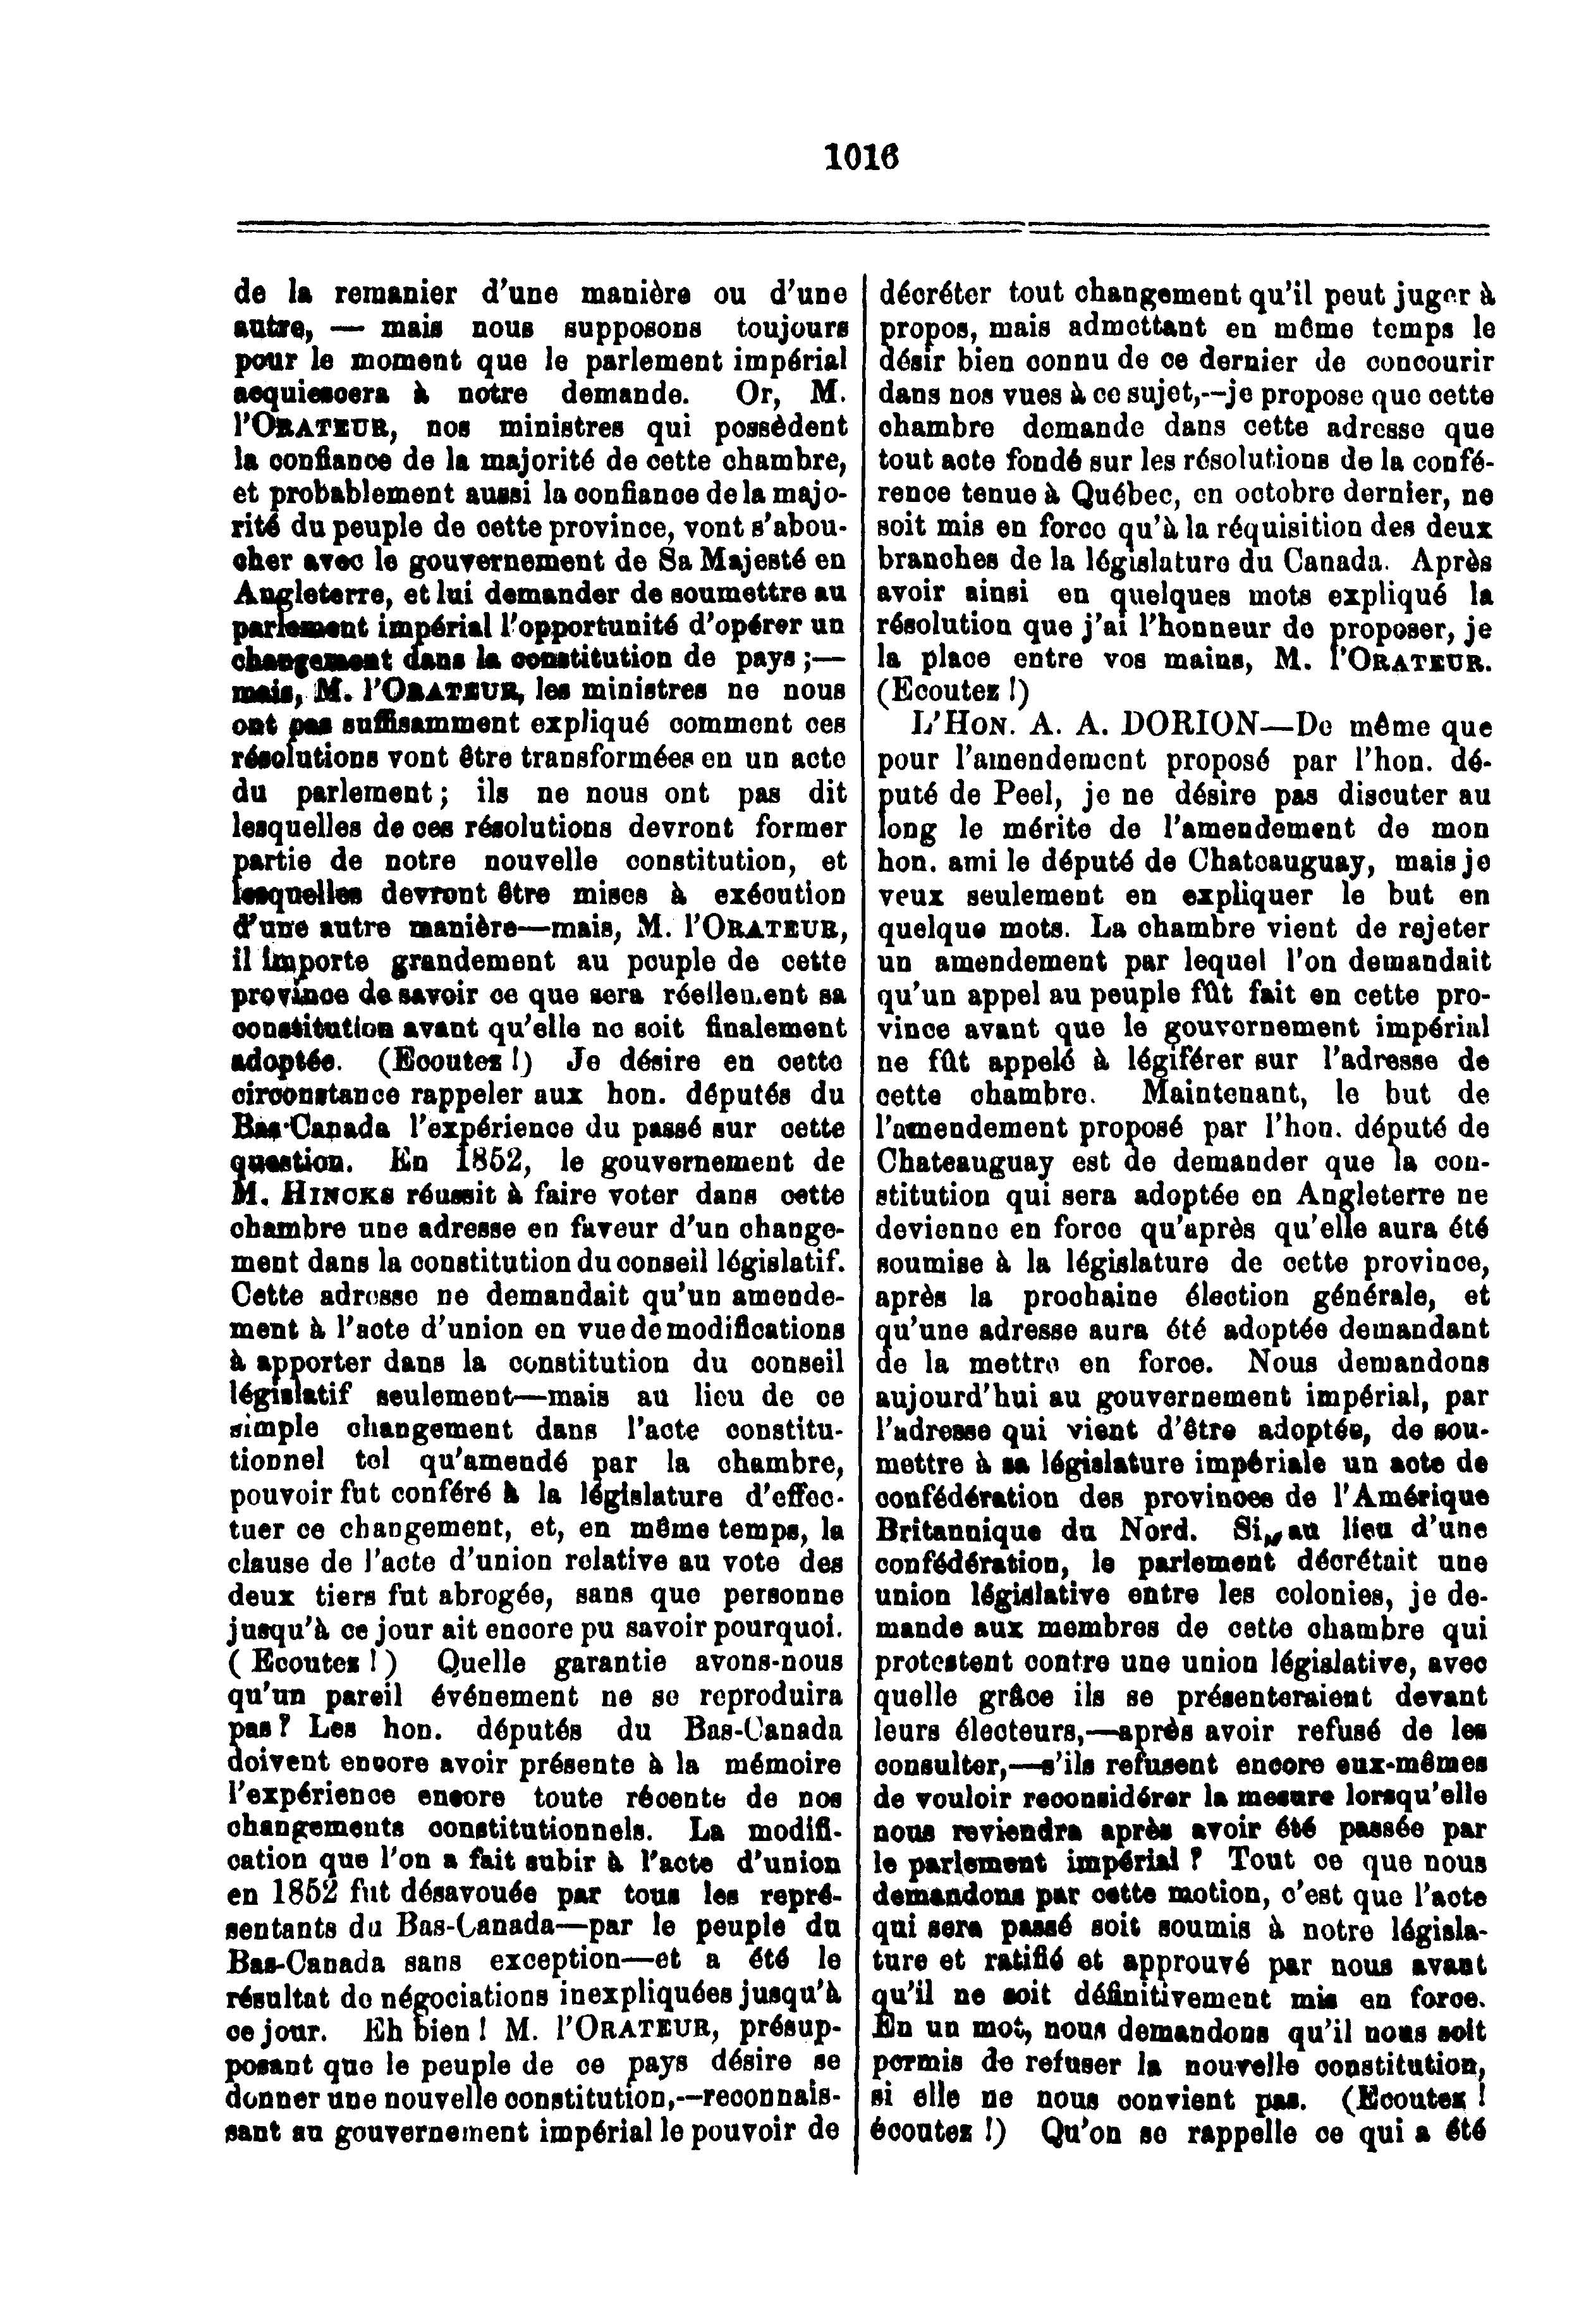 1016
de la remanier d'une manière ou d'une
autre, — mais nous supposons toujours
pour le moment que le parlement impérial
acquiescera à notre demande. Or, M.
l'ORATEUR, nos ministres qui possèdent
la confiance de la majorité de cette chambre,
et probablement aussi la confiance de la majo-
rité du peuple de cette province, vont s'abou-
cher avec le gouvernement de Sa Majesté en
Angleterre, et lui demander de soumettre au
parlement impérial l'opportunité d'opérer un
changement dans la constitution de pays ;—
mais, M. l'ORATEUR, les ministres ne nous
ont pas suffisamment expliqué comment ces
résolutions vont être transformées en un acte
du parlement ; ils ne nous ont pas dit
lesquelles de ces résolutions devront former
partie de notre nouvelle constitution, et
lesquelles devront être mises à exécution
d'une autre manière—mais, M. l'ORATEUR,
il importe grandement au peuple de cette
province de savoir ce que sera réellement sa
constitution avant qu'elle ne soit finalement
adoptée. (Ecoutez !) Je désire en cette
circonstance rappeler aux hon. députés du
Bas-Canada l'expérience du passé sur cette
question. En 1852, le gouvernement de
M. HINCKS réussit à faire voter dans cette
chambre une adresse en faveur d'un change-
ment dans la constitution du conseil législatif.
Cette adresse ne demandait qu'un amende-
ment à l'acte d'union en vue de modifications
à apporter dans la constitution du conseil
législatif seulement—mais au lieu de ce
simple changement dans l'acte constitu-
tionnel tel qu'amendé par la chambre,
pouvoir fut conféré à la législature d'effec-
tuer ce changement, et, en même temps, la
clause de l'acte d'union relative au vote des
deux tiers fut abrogée, sans que personne
jusqu'à ce jour ait encore pu savoir pourquoi.
( Ecoutez ! ) Quelle garantie avons-nous
qu'un pareil événement ne se reproduira
pas ? Les hon. députés du Bas-Canada
doivent encore avoir présente à la mémoire
l'expérience encore toute récente de nos
changements constitutionnels. La modifi-
cation que l'on a fait subir à l'acte d'union
en 1852 fut désavouée par tous les repré-
sentants du Bas-Canada—par le peuple du
Bas-Canada sans exception—et a été le
résultat de négociations inexpliquées jusqu'à
ce jour. Eh bien ! M. l'ORATEUR, présup-
posant que le peuple de ce pays désire se
donner une nouvelle constitution,--reconnais-
sant au gouvernement impérial le pouvoir de
décréter tout changement qu'il peut juger à
propos, mais admettant en même temps le
désir bien connu de ce dernier de concourir
dans nos vues à ce sujet,--je propose que cette
chambre demande dans cette adresse que
tout acte fondé sur les résolutions de la confé-
rence tenue à Québec, en octobre dernier, ne
soit mis en force qu'à la réquisition des deux
branches de la législature du Canada. Après
avoir ainsi en quelques mots expliqué la
résolution que j'ai l'honneur de proposer, je
la place entre vos mains, M. l'ORATEUR.
(Ecoutez !)
L'HON. A. A. DORION—De même que
pour l'amendement proposé par l'hon. dé-
puté de Peel, je ne désire pas discuter au
long le mérite de l'amendement de mon
hon. ami le député de Chateauguay, mais je
veux seulement en expliquer le but en
quelque mots. La chambre vient de rejeter
un amendement par lequel l'on demandait
qu'un appel au peuple fût fait en cette pro-
vince avant que le gouvernement impérial
ne fût appelé à légiférer sur l'adresse de
cette chambre. Maintenant, le but de
l'amendement proposé par l'hon. député de
Chateauguay est de demander que la con-
stitution qui sera adoptée en Angleterre ne
devienne en force qu'après qu'elle aura été
soumise à la législature de cette province,
après la prochaine élection générale, et
qu'une adresse aura été adoptée demandant
de la mettre en force. Nous demandons
aujourd'hui au gouvernement impérial, par
l'adresse qui vient d'être adoptée, de sou-
mettre à sa législature impériale un acte de
confédération des provinces de l'Amérique
Britannique du Nord. Si, au lieu d'une
confédération, le parlement décrétait une
union législative entre les colonies, je de-
mande aux membres de cette chambre qui
protestent contre une union législative, avec
quelle grâce ils se présenteraient devant
leurs électeurs,—après avoir refusé de les
consulter,—s'ils refusent encore eux-mêmes
de vouloir reconsidérer la mesure lorsqu'elle
nous reviendra après avoir été passée par
le parlement impérial ? Tout ce que nous
demandons par cette motion, c'est que l'acte
qui sera passé soit soumis à notre législa-
ture et ratifié et approuvé par nous avant
qu'il ne soit définitivement mis en force.
En un mot, nous demandons qu'il nous soit
permis de refuser la nouvelle constitution,
si elle ne nous convient pas. (Ecoutez !
écoutez !) Qu'on se rappelle ce qui a été